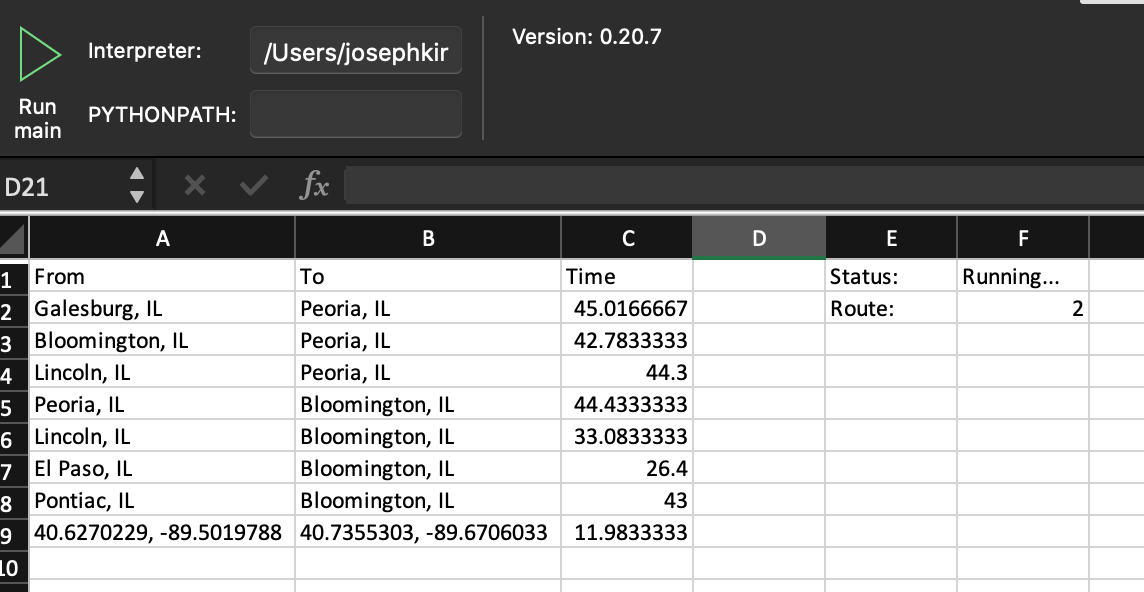 Interpreter: /Users/josephkir
Version: 0.20.7
Run main
PYTHONPATH:
D21 fx
A B C D E F
1 From To Time Status: Running...
2 Galesburg, IL Peoria, IL 45.0166667 Route: 2
3 Bloomington, IL Peoria, IL 42.7833333
4 Lincoln, IL Peoria, IL 44.3
5 Peoria, IL Bloomington, IL 44.4333333
6 Lincoln, IL Bloomington, IL 33.0833333
7 El Paso, IL Bloomington, IL 26.4
8 Pontiac, IL Bloomington, IL 43
9 40.6270229, -89.5019788 40.7355303, -89.6706033 11.9833333
10